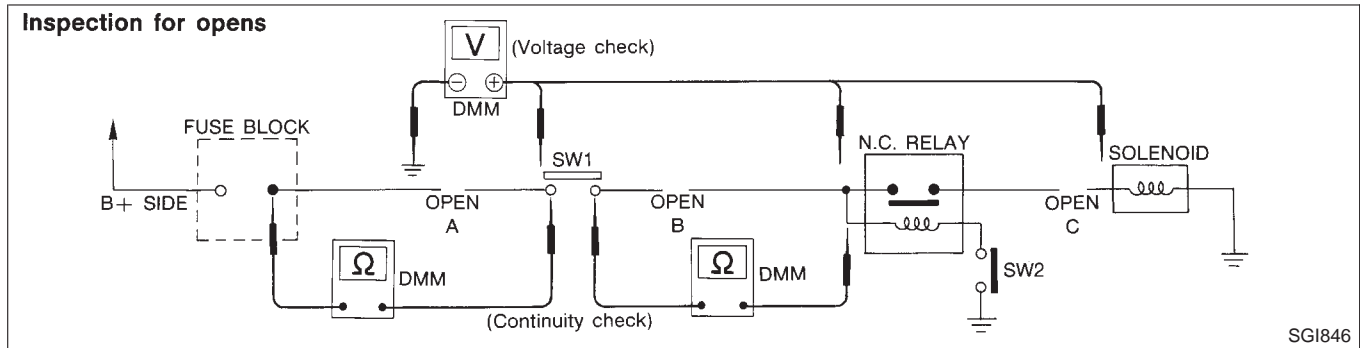 Inspection for opens
V
(Voltage check)
− +
DMM
FUSE BLOCK
N.C. RELAY
SW1
SOLENOID
B+ SIDE
OPEN
A
OPEN
B
OPEN
C
Ω
DMM
Ω
DMM
SW2
(Continuity check)
SGI846